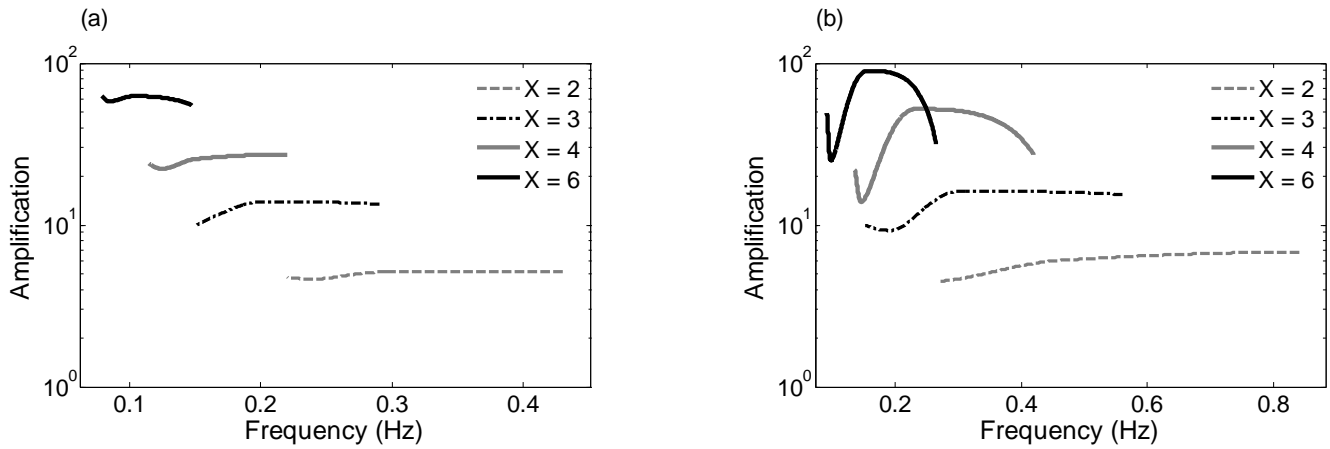 (a)
10^2
10^1
10^0
Amplification
X = 2
X = 3
X = 4
X = 6
0.1 0.2 0.3 0.4
Frequency (Hz)
(b)
10^2
10^1
10^0
Amplification
X = 2
X = 3
X = 4
X = 6
0.2 0.4 0.6 0.8
Frequency (Hz)